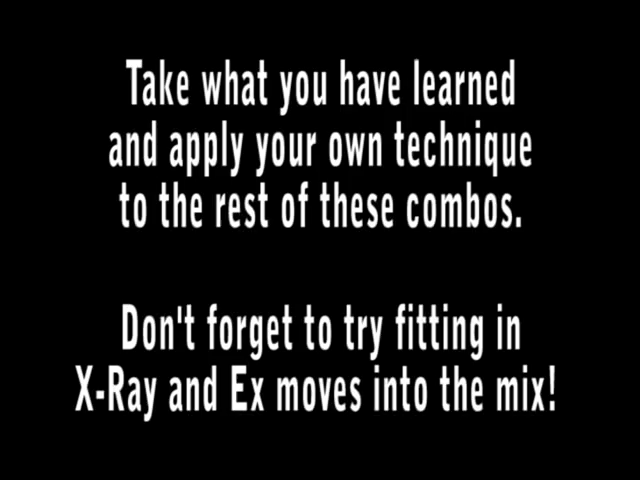 Take what you have learned
and apply your own technique
to the rest of these combos.
Don't forget to try fitting in
X-Ray and Ex moves into the mix!